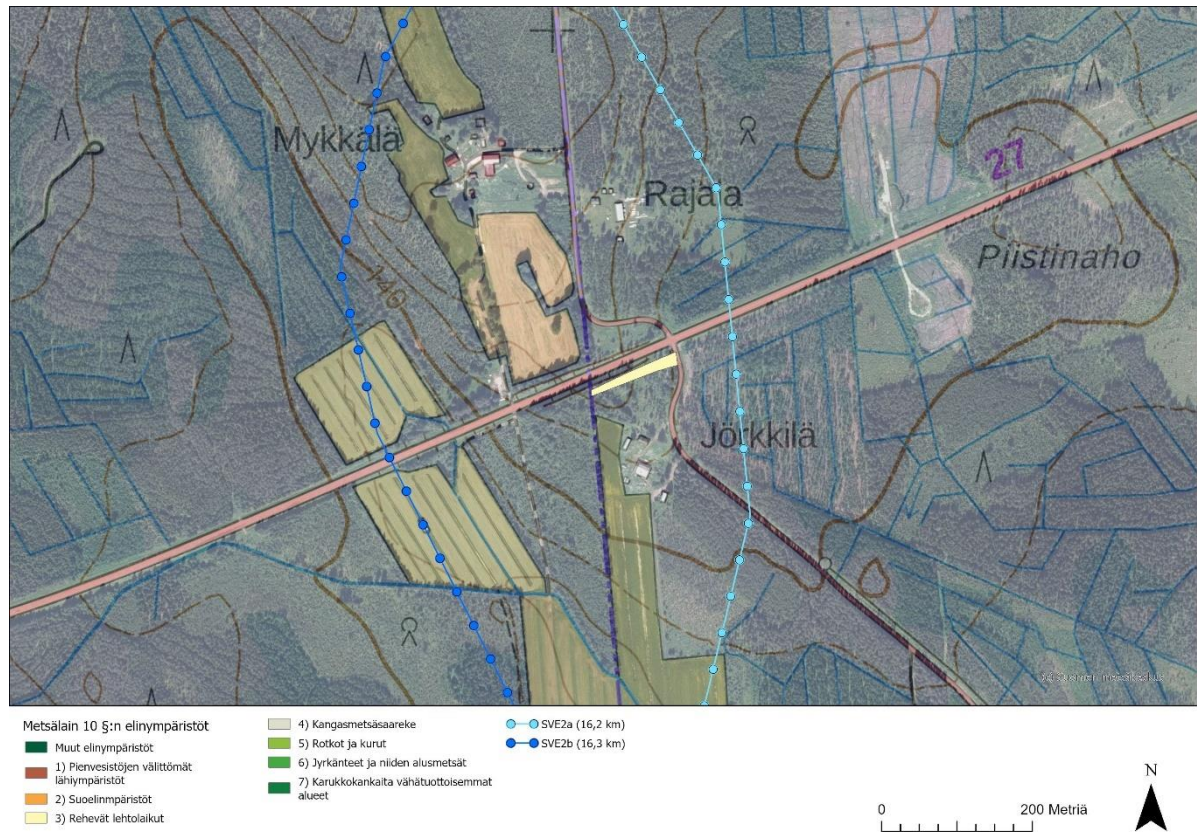 27
Mykkälä
Rajala
Piistinaho
140
Jörkkilä
Metsälain 10 §:n elinympäristöt
Muut elinympäristöt
1) Pienvesistöjen välittömät
lähiympäristöt
2) Suoelinmpäristöt
3) Rehevät lehtolaikut
4) Kangasmetsäsaareke
5) Rotkot ja kurut
6) Jyrkänteet ja niiden alusmetsät
7) Karukkokankaita vähätuottoisemmat
alueet
SVE2a (16,2 km)
SVE2b (16,3 km)
0 200 Metriä
N